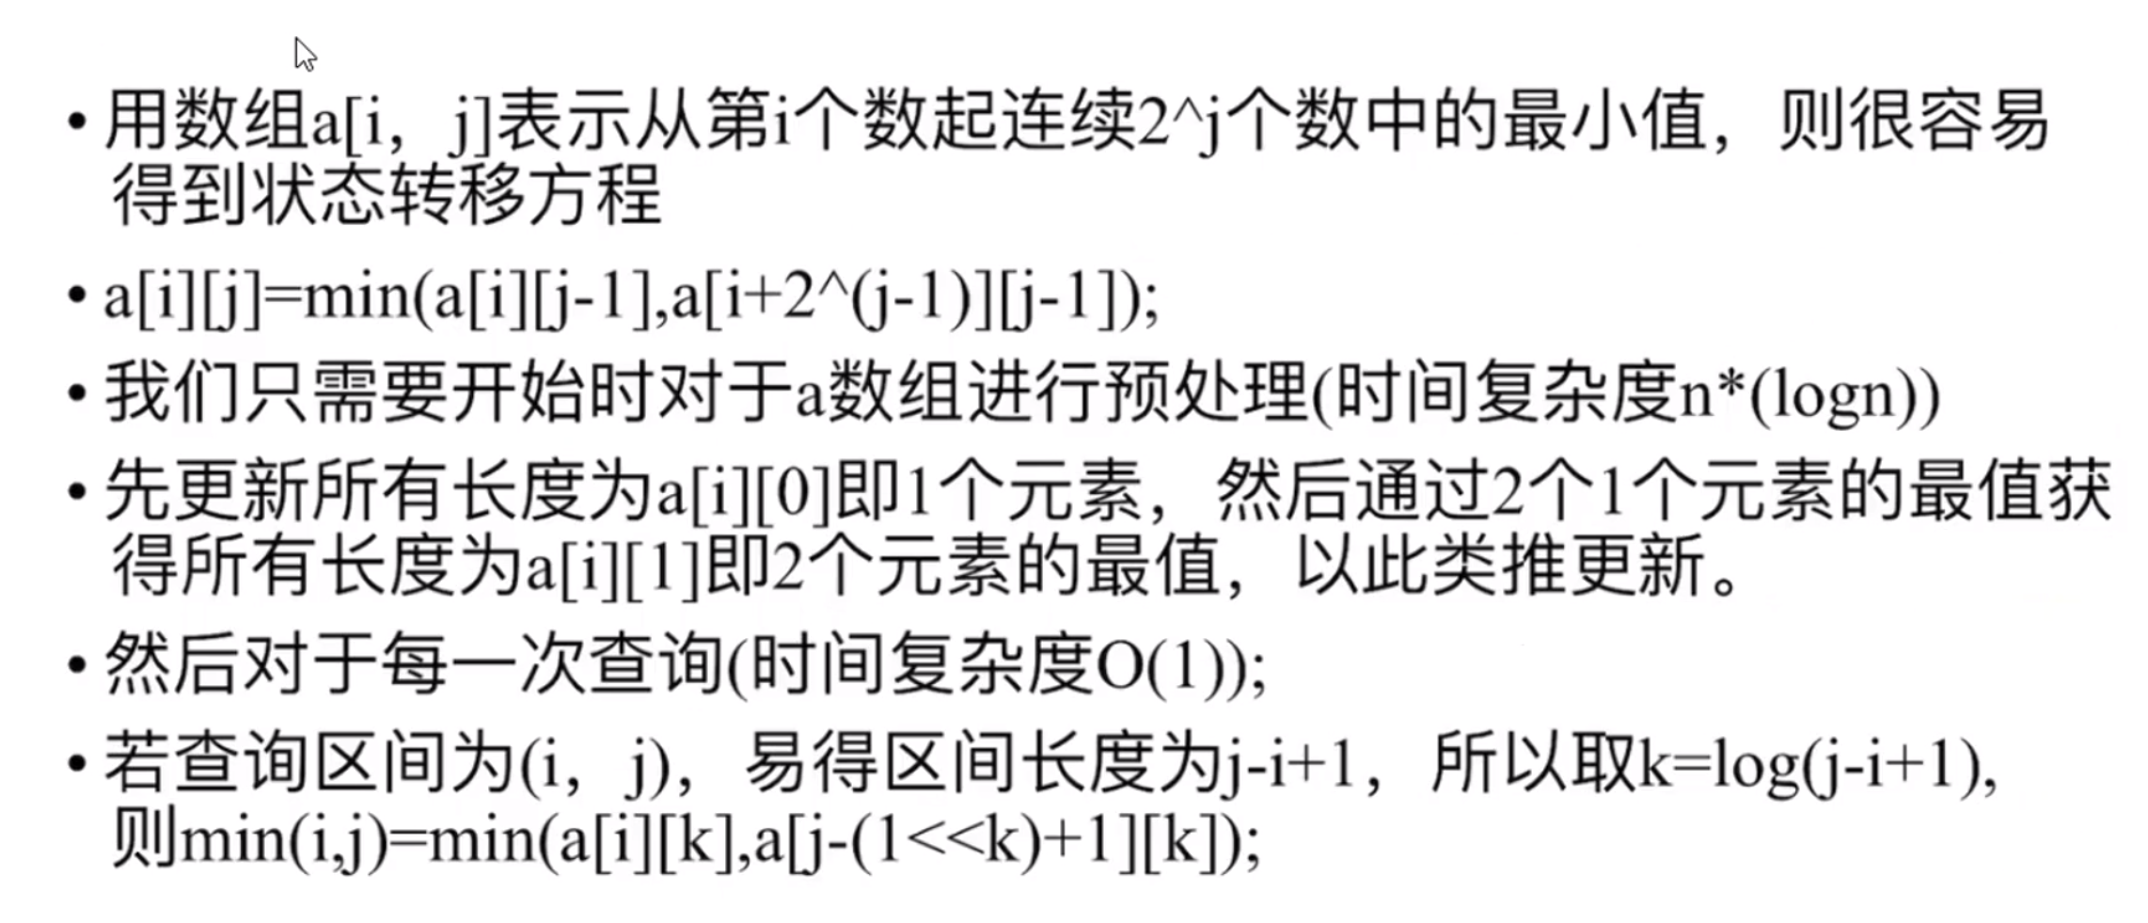 • 用数组a[i，j]表示从第i个数起连续2^j个数中的最小值，则很容易
得到状态转移方程
• a[i][j]=min(a[i][j-1],a[i+2^(j-1)][j-1]);
• 我们只需要开始时对于a数组进行预处理(时间复杂度n*(logn))
• 先更新所有长度为a[i][0]即1个元素，然后通过2个1个元素的最值获
得所有长度为a[i][1]即2个元素的最值，以此类推更新。
• 然后对于每一次查询(时间复杂度O(1));
• 若查询区间为(i，j)，易得区间长度为j-i+1，所以取k=log(j-i+1),
则min(i,j)=min(a[i][k],a[j-(1<<k)+1][k]);